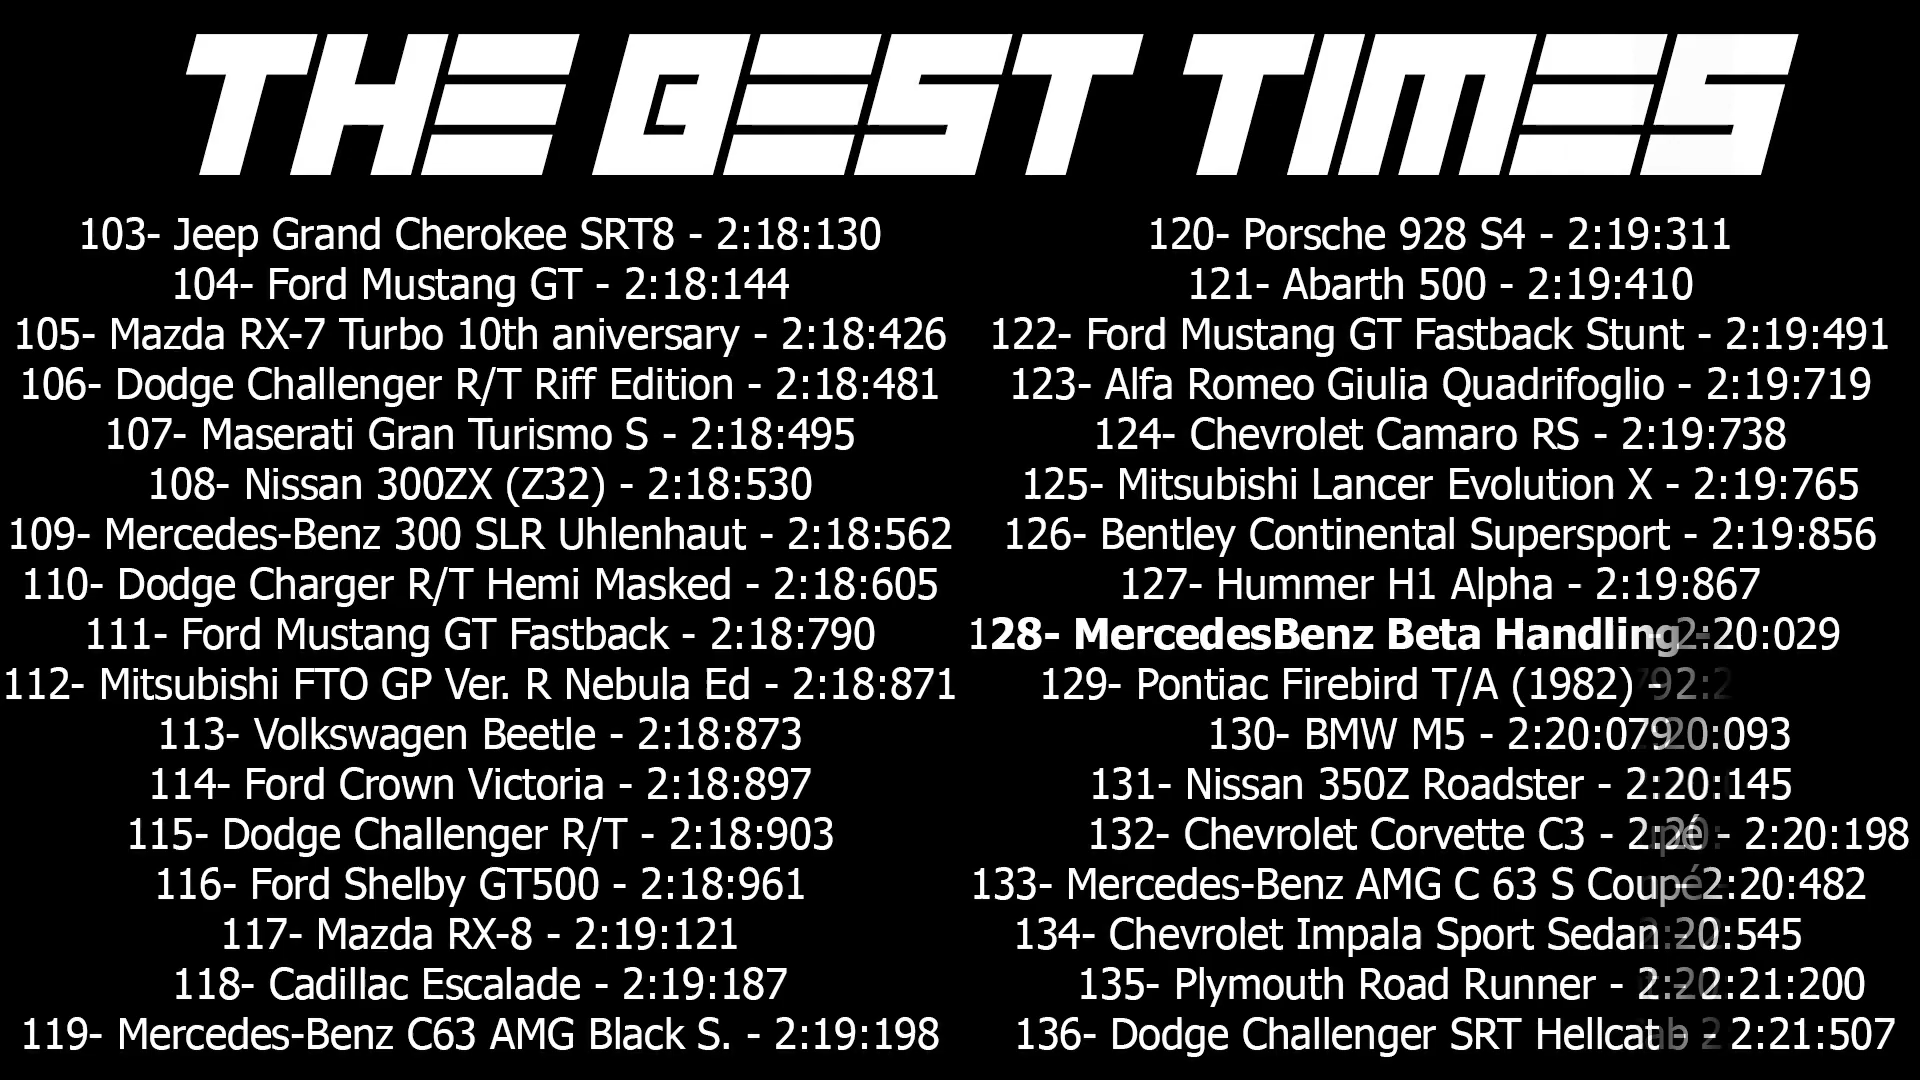 THE BEST TIMES
103- Jeep Grand Cherokee SRT8 - 2:18:130
104- Ford Mustang GT - 2:18:144
105- Mazda RX-7 Turbo 10th aniversary - 2:18:426
106- Dodge Challenger R/T Riff Edition - 2:18:481
107- Maserati Gran Turismo S - 2:18:495
108- Nissan 300ZX (Z32) - 2:18:530
109- Mercedes-Benz 300 SLR Uhlenhaut - 2:18:562
110- Dodge Charger R/T Hemi Masked - 2:18:605
111- Ford Mustang GT Fastback - 2:18:790
112- Mitsubishi FTO GP Ver. R Nebula Ed - 2:18:871
113- Volkswagen Beetle - 2:18:873
114- Ford Crown Victoria - 2:18:897
115- Dodge Challenger R/T - 2:18:903
116- Ford Shelby GT500 - 2:18:961
117- Mazda RX-8 - 2:19:121
118- Cadillac Escalade - 2:19:187
119- Mercedes-Benz C63 AMG Black S. - 2:19:198
120- Porsche 928 S4 - 2:19:311
121- Abarth 500 - 2:19:410
122- Ford Mustang GT Fastback Stunt - 2:19:491
123- Alfa Romeo Giulia Quadrifoglio - 2:19:719
124- Chevrolet Camaro RS - 2:19:738
125- Mitsubishi Lancer Evolution X - 2:19:765
126- Bentley Continental Supersport - 2:19:856
127- Hummer H1 Alpha - 2:19:867
128- MercedesBenz Beta Handling - 2:20:029
129- Pontiac Firebird T/A (1982) -
130- BMW M5 - 2:20:079 :093
131- Nissan 350Z Roadster - 2:20:145
132- Chevrolet Corvette C3 - - 2:20:198
133- Mercedes-Benz AMG C 63 S Coupé 2:20:482
134- Chevrolet Impala Sport Sedan - 20:545
135- Plymouth Road Runner - 2:21:200
136- Dodge Challenger SRT Hellcat - 2:21:507